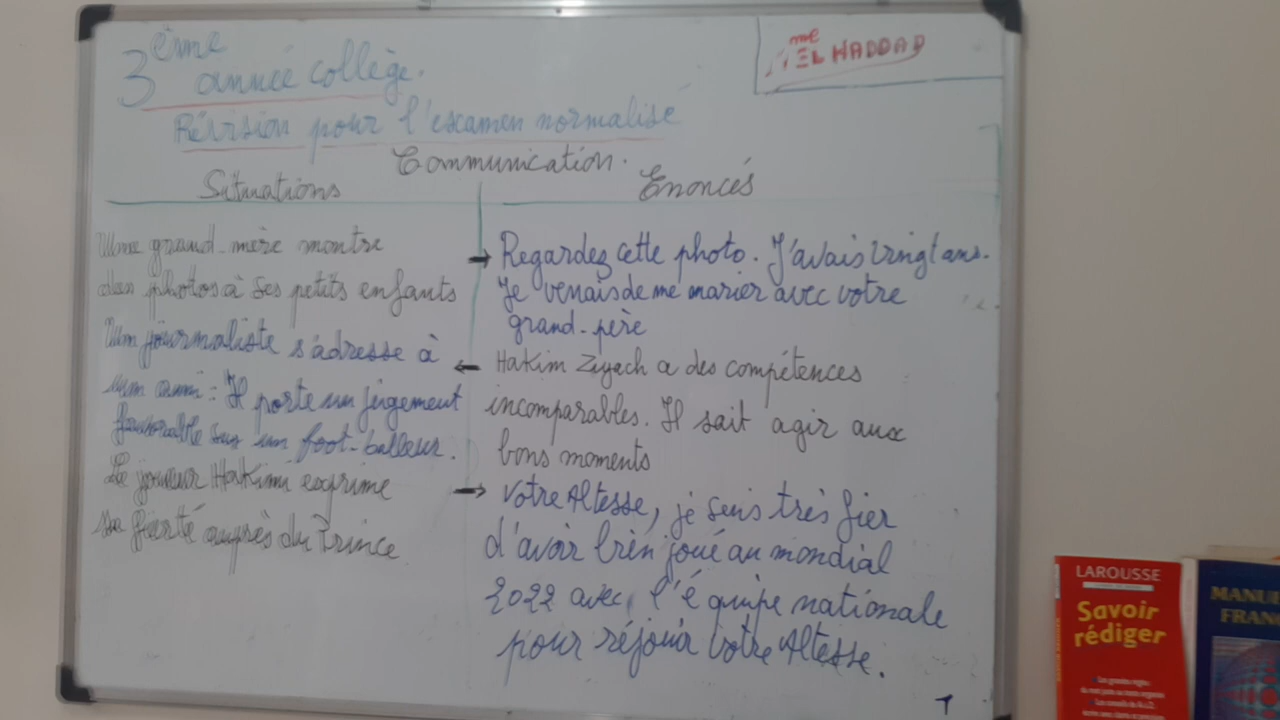 3ème année collège.
Mme EL HADDAD
Révision pour l'examen normalisé
Communication.
Situations
Enoncés
Une grand-mère montre
des photos à ses petits enfants
Regardez cette photo. J'avais vingt ans.
Je venais de me marier avec votre
grand-père
Un journaliste s'adresse à
un ami : Il porte un jugement
favorable sur un foot-balleur.
Hakim Ziyach a des compétences
incomparables. Il sait agir aux
bons moments
Le joueur Hakimi exprime
sa fierté auprès du Prince
Votre Altesse, je suis très fier
d'avoir bien joué au mondial
2022 avec l'équipe nationale
pour réjouir Votre Altesse.
1
LAROUSSE
Savoir
rédiger
MANU
FRAN